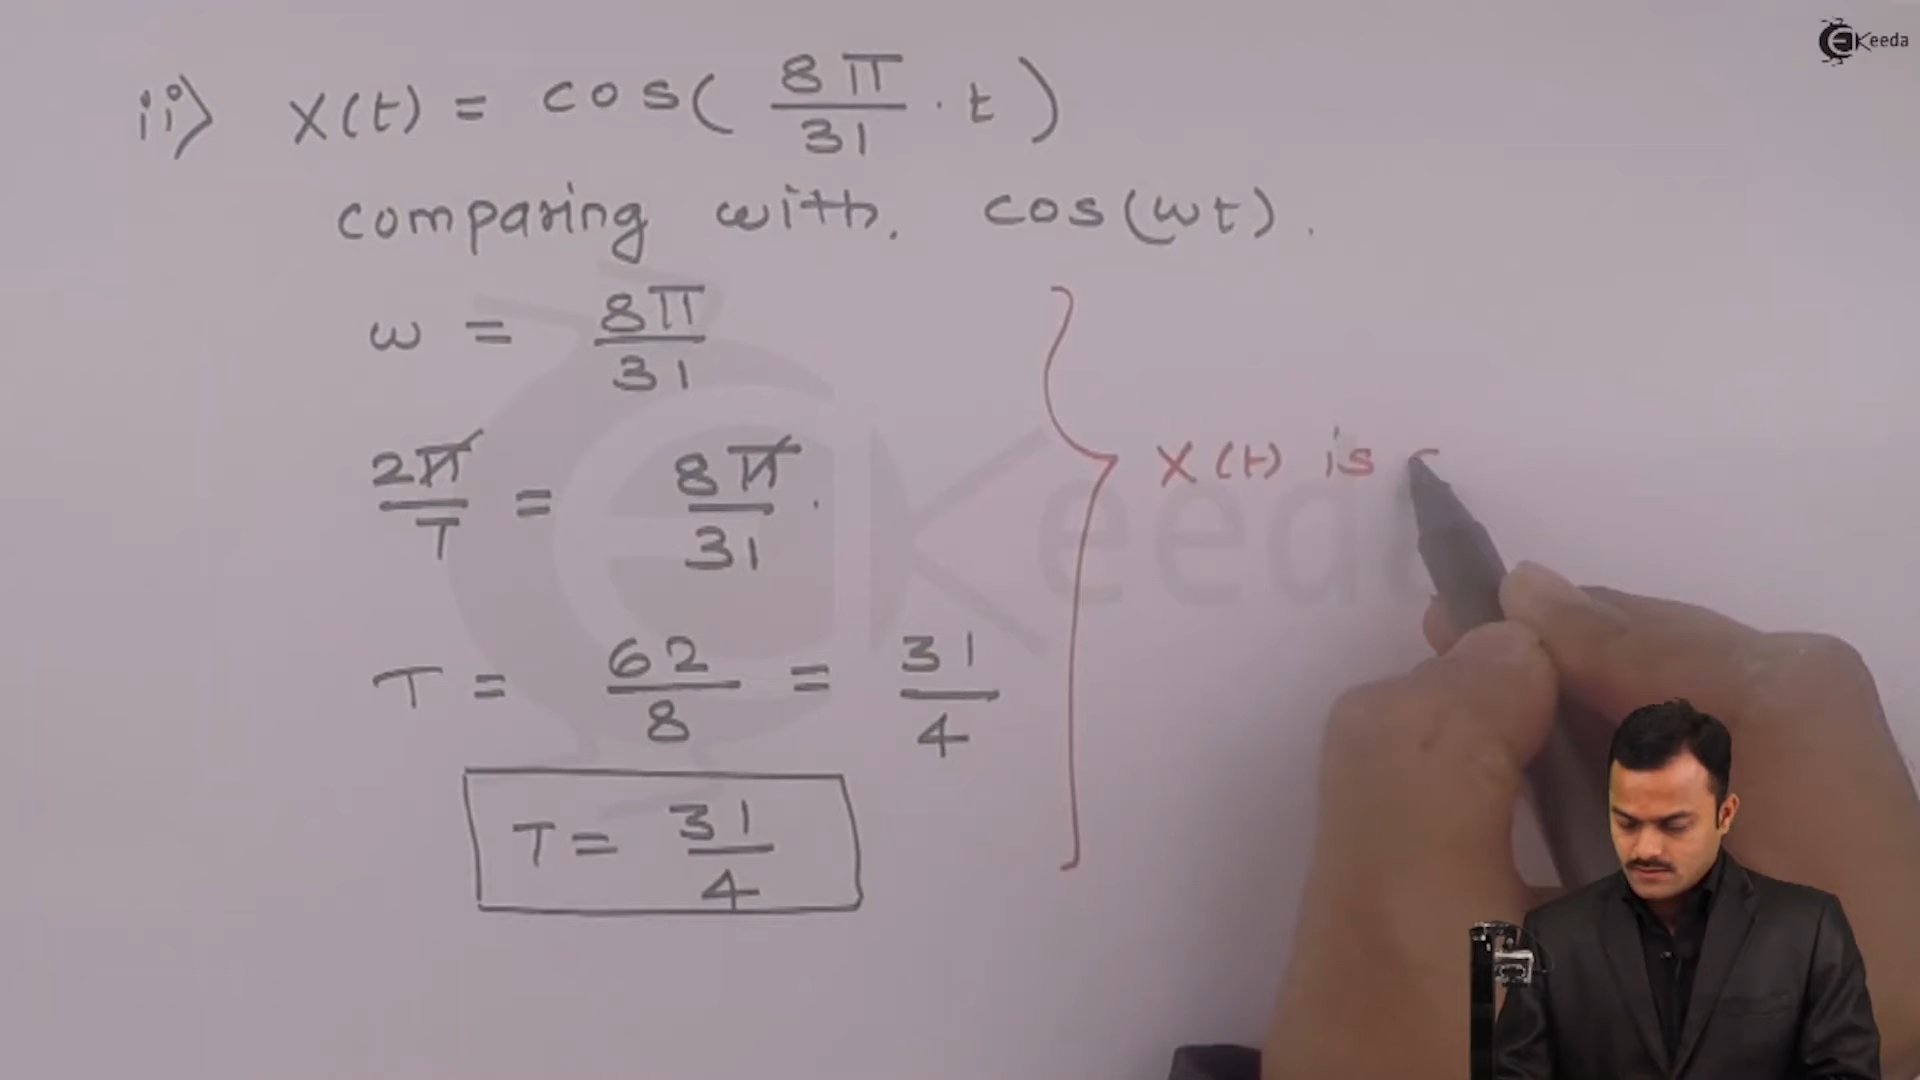 EKeeda
ii) X(t) = cos( 8π/31 · t )
comparing with. cos(ωt).
ω = 8π/31
2π/T = 8π/31 .
X(t) is
T = 62/8 = 31/4
T = 31/4
Keeda